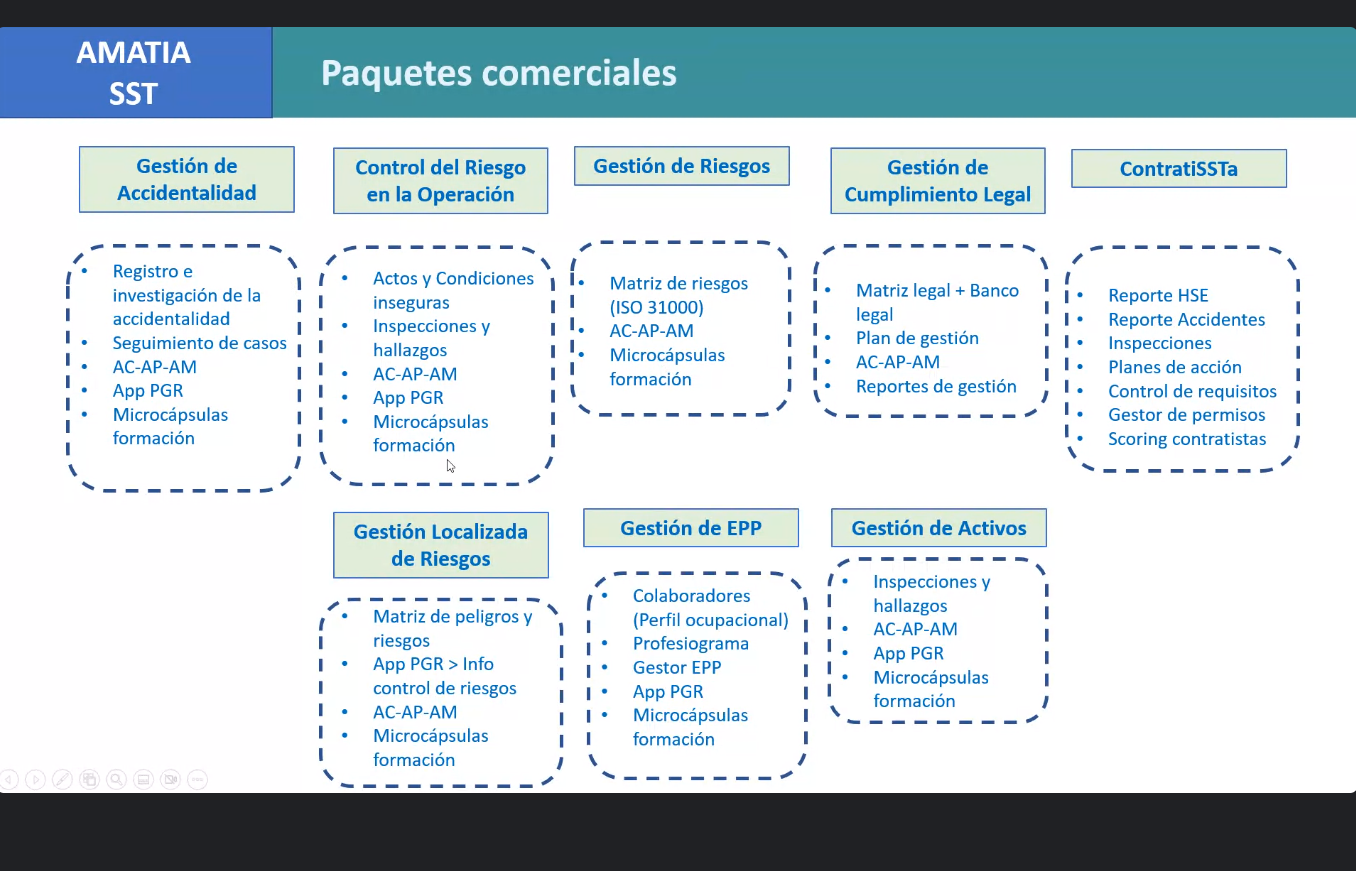 AMATIA
SST
Paquetes comerciales
Gestión de
Accidentalidad
• Registro e
investigación de la
accidentalidad
• Seguimiento de casos
• AC-AP-AM
• App PGR
• Microcápsulas
formación
Control del Riesgo
en la Operación
• Actos y Condiciones
inseguras
• Inspecciones y
hallazgos
• AC-AP-AM
• App PGR
• Microcápsulas
formación
Gestión de Riesgos
• Matriz de riesgos
(ISO 31000)
• AC-AP-AM
• Microcápsulas
formación
Gestión de
Cumplimiento Legal
• Matriz legal + Banco
legal
• Plan de gestión
• AC-AP-AM
• Reportes de gestión
ContratiSSTa
• Reporte HSE
• Reporte Accidentes
• Inspecciones
• Planes de acción
• Control de requisitos
• Gestor de permisos
• Scoring contratistas
Gestión Localizada
de Riesgos
• Matriz de peligros y
riesgos
• App PGR > Info
control de riesgos
• AC-AP-AM
• Microcápsulas
formación
Gestión de EPP
• Colaboradores
(Perfil ocupacional)
• Profesiograma
• Gestor EPP
• App PGR
• Microcápsulas
formación
Gestión de Activos
• Inspecciones y
hallazgos
• AC-AP-AM
• App PGR
• Microcápsulas
formación